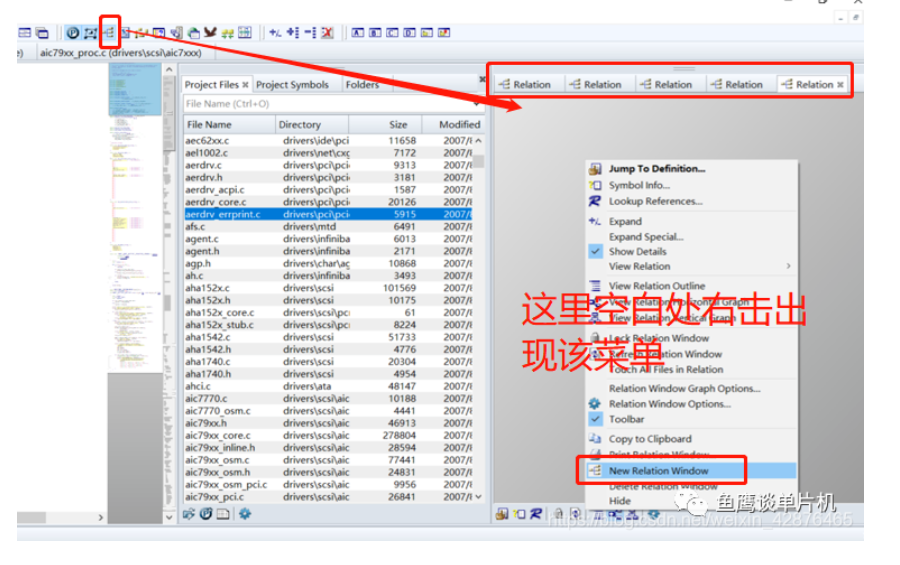 aic79xx_proc.c (drivers\scsi\aic7xxx)
Project Files Project Symbols Folders
Relation Relation Relation Relation Relation
File Name (Ctrl+O)
File Name Directory Size Modified
aec62xx.c drivers\ide\pci 11658 2007/
ael1002.c drivers\net\cxg 7172 2007/
aerdrv.c drivers\pci\pci 9313 2007/
aerdrv.h drivers\pci\pci 3181 2007/
aerdrv_acpi.c drivers\pci\pci 1587 2007/
aerdrv_core.c drivers\pci\pci 20126 2007/
aerdrv_errprint.c drivers\pci\pci 5915 2007/
afs.c drivers\mtd 6491 2007/
agent.c drivers\infiniba 6013 2007/
agent.h drivers\infiniba 2171 2007/
agp.h drivers\char\ag 10868 2007/
ah.c drivers\infiniba 3493 2007/
aha152x.c drivers\scsi 101569 2007/
aha152x.h drivers\scsi 10175 2007/
aha152x_core.c drivers\scsi\pc 61 2007/
aha152x_stub.c drivers\scsi\pc 8224 2007/
aha1542.c drivers\scsi 51733 2007/
aha1542.h drivers\scsi 4776 2007/
aha1740.c drivers\scsi 20304 2007/
aha1740.h drivers\scsi 4954 2007/
ahci.c drivers\ata 48147 2007/
aic7770.c drivers\scsi\aic 10188 2007/
aic7770_osm.c drivers\scsi\aic 4441 2007/
aic79xx.h drivers\scsi\aic 46913 2007/
aic79xx_core.c drivers\scsi\aic 278804 2007/
aic79xx_inline.h drivers\scsi\aic 28594 2007/
aic79xx_osm.c drivers\scsi\aic 77441 2007/
aic79xx_osm.h drivers\scsi\aic 24831 2007/
aic79xx_osm_pci.c drivers\scsi\aic 9956 2007/
aic79xx_pci.c drivers\scsi\aic 26841 2007/
Jump To Definition...
Symbol Info...
Lookup References...
Expand
Expand Special...
Show Details
View Relation
View Relation Outline
View Relation Horizontal Graph
View Relation Vertical Graph
Lock Relation Window
Refresh Relation Window
Touch All Files in Relation
Relation Window Graph Options...
Relation Window Options...
Toolbar
Copy to Clipboard
Print Relation Window
New Relation Window
Delete Relation Window
Hide
这里空白处右击出
现该菜单
鱼鹰谈单片机
https://blog.csdn.net/weixin_42876465